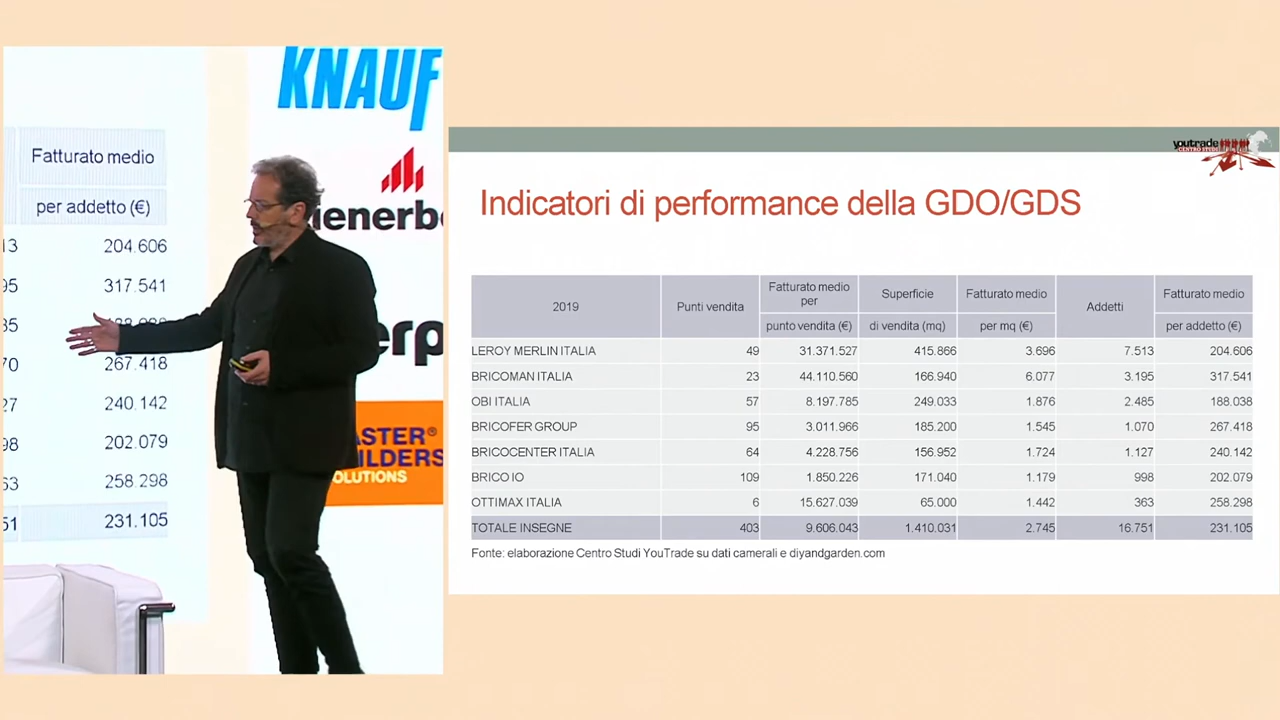 KNAUF
Fatturato medio
per addetto (€)
13 204.606
95 317.541
35
70 267.418
27 240.142
98 202.079
63 258.298
51 231.105
ienerb
erp
ASTER®
ILDERS
OLUTIONS
youtrade
CENTRO STUDI
Indicatori di performance della GDO/GDS
2019 Punti vendita Fatturato medio per punto vendita (€) Superficie di vendita (mq) Fatturato medio per mq (€) Addetti Fatturato medio per addetto (€)
LEROY MERLIN ITALIA 49 31.371.527 415.866 3.696 7.513 204.606
BRICOMAN ITALIA 23 44.110.560 166.940 6.077 3.195 317.541
OBI ITALIA 57 8.197.785 249.033 1.876 2.485 188.038
BRICOFER GROUP 95 3.011.966 185.200 1.545 1.070 267.418
BRICOCENTER ITALIA 64 4.228.756 156.952 1.724 1.127 240.142
BRICO IO 109 1.850.226 171.040 1.179 998 202.079
OTTIMAX ITALIA 6 15.627.039 65.000 1.442 363 258.298
TOTALE INSEGNE 403 9.606.043 1.410.031 2.745 16.751 231.105
Fonte: elaborazione Centro Studi YouTrade su dati camerali e diyandgarden.com